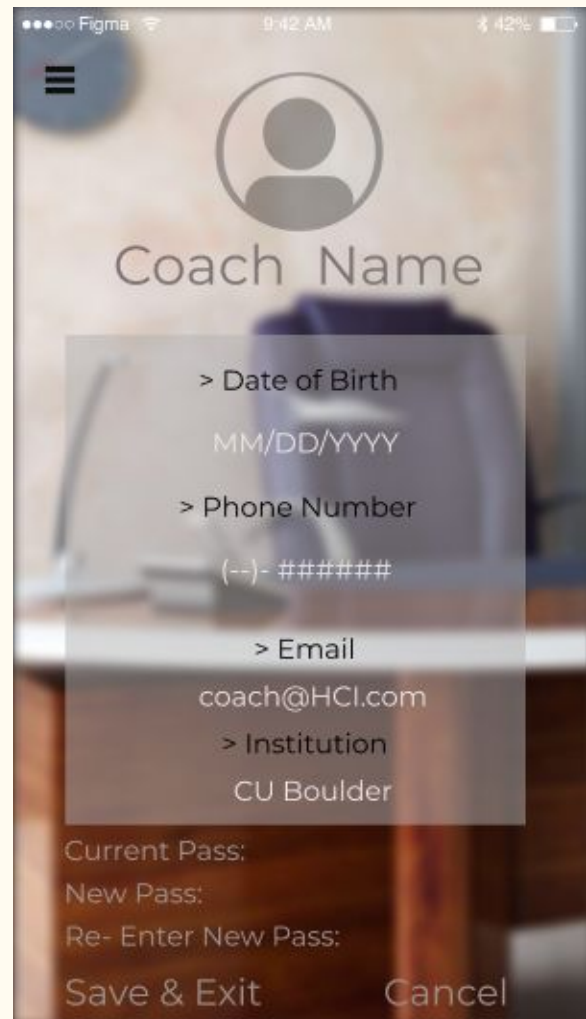 Figma 9:42 AM 42%
Coach Name
> Date of Birth
MM/DD/YYYY
> Phone Number
(--)- ######
> Email
coach@HCI.com
> Institution
CU Boulder
Current Pass:
New Pass:
Re- Enter New Pass:
Save & Exit Cancel